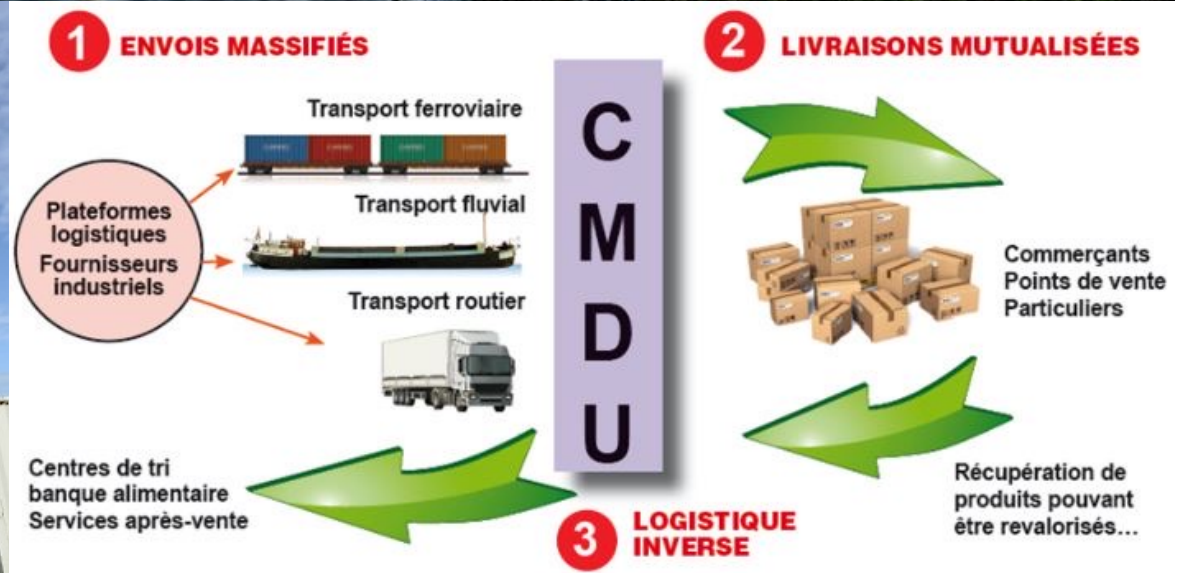 1 ENVOIS MASSIFIÉS
Transport ferroviaire
Transport fluvial
Transport routier
Plateformes
logistiques
Fournisseurs
industriels
C
M
D
U
2 LIVRAISONS MUTUALISÉES
Commerçants
Points de vente
Particuliers
Récupération de
produits pouvant
être revalorisés...
3 LOGISTIQUE
INVERSE
Centres de tri
banque alimentaire
Services après-vente